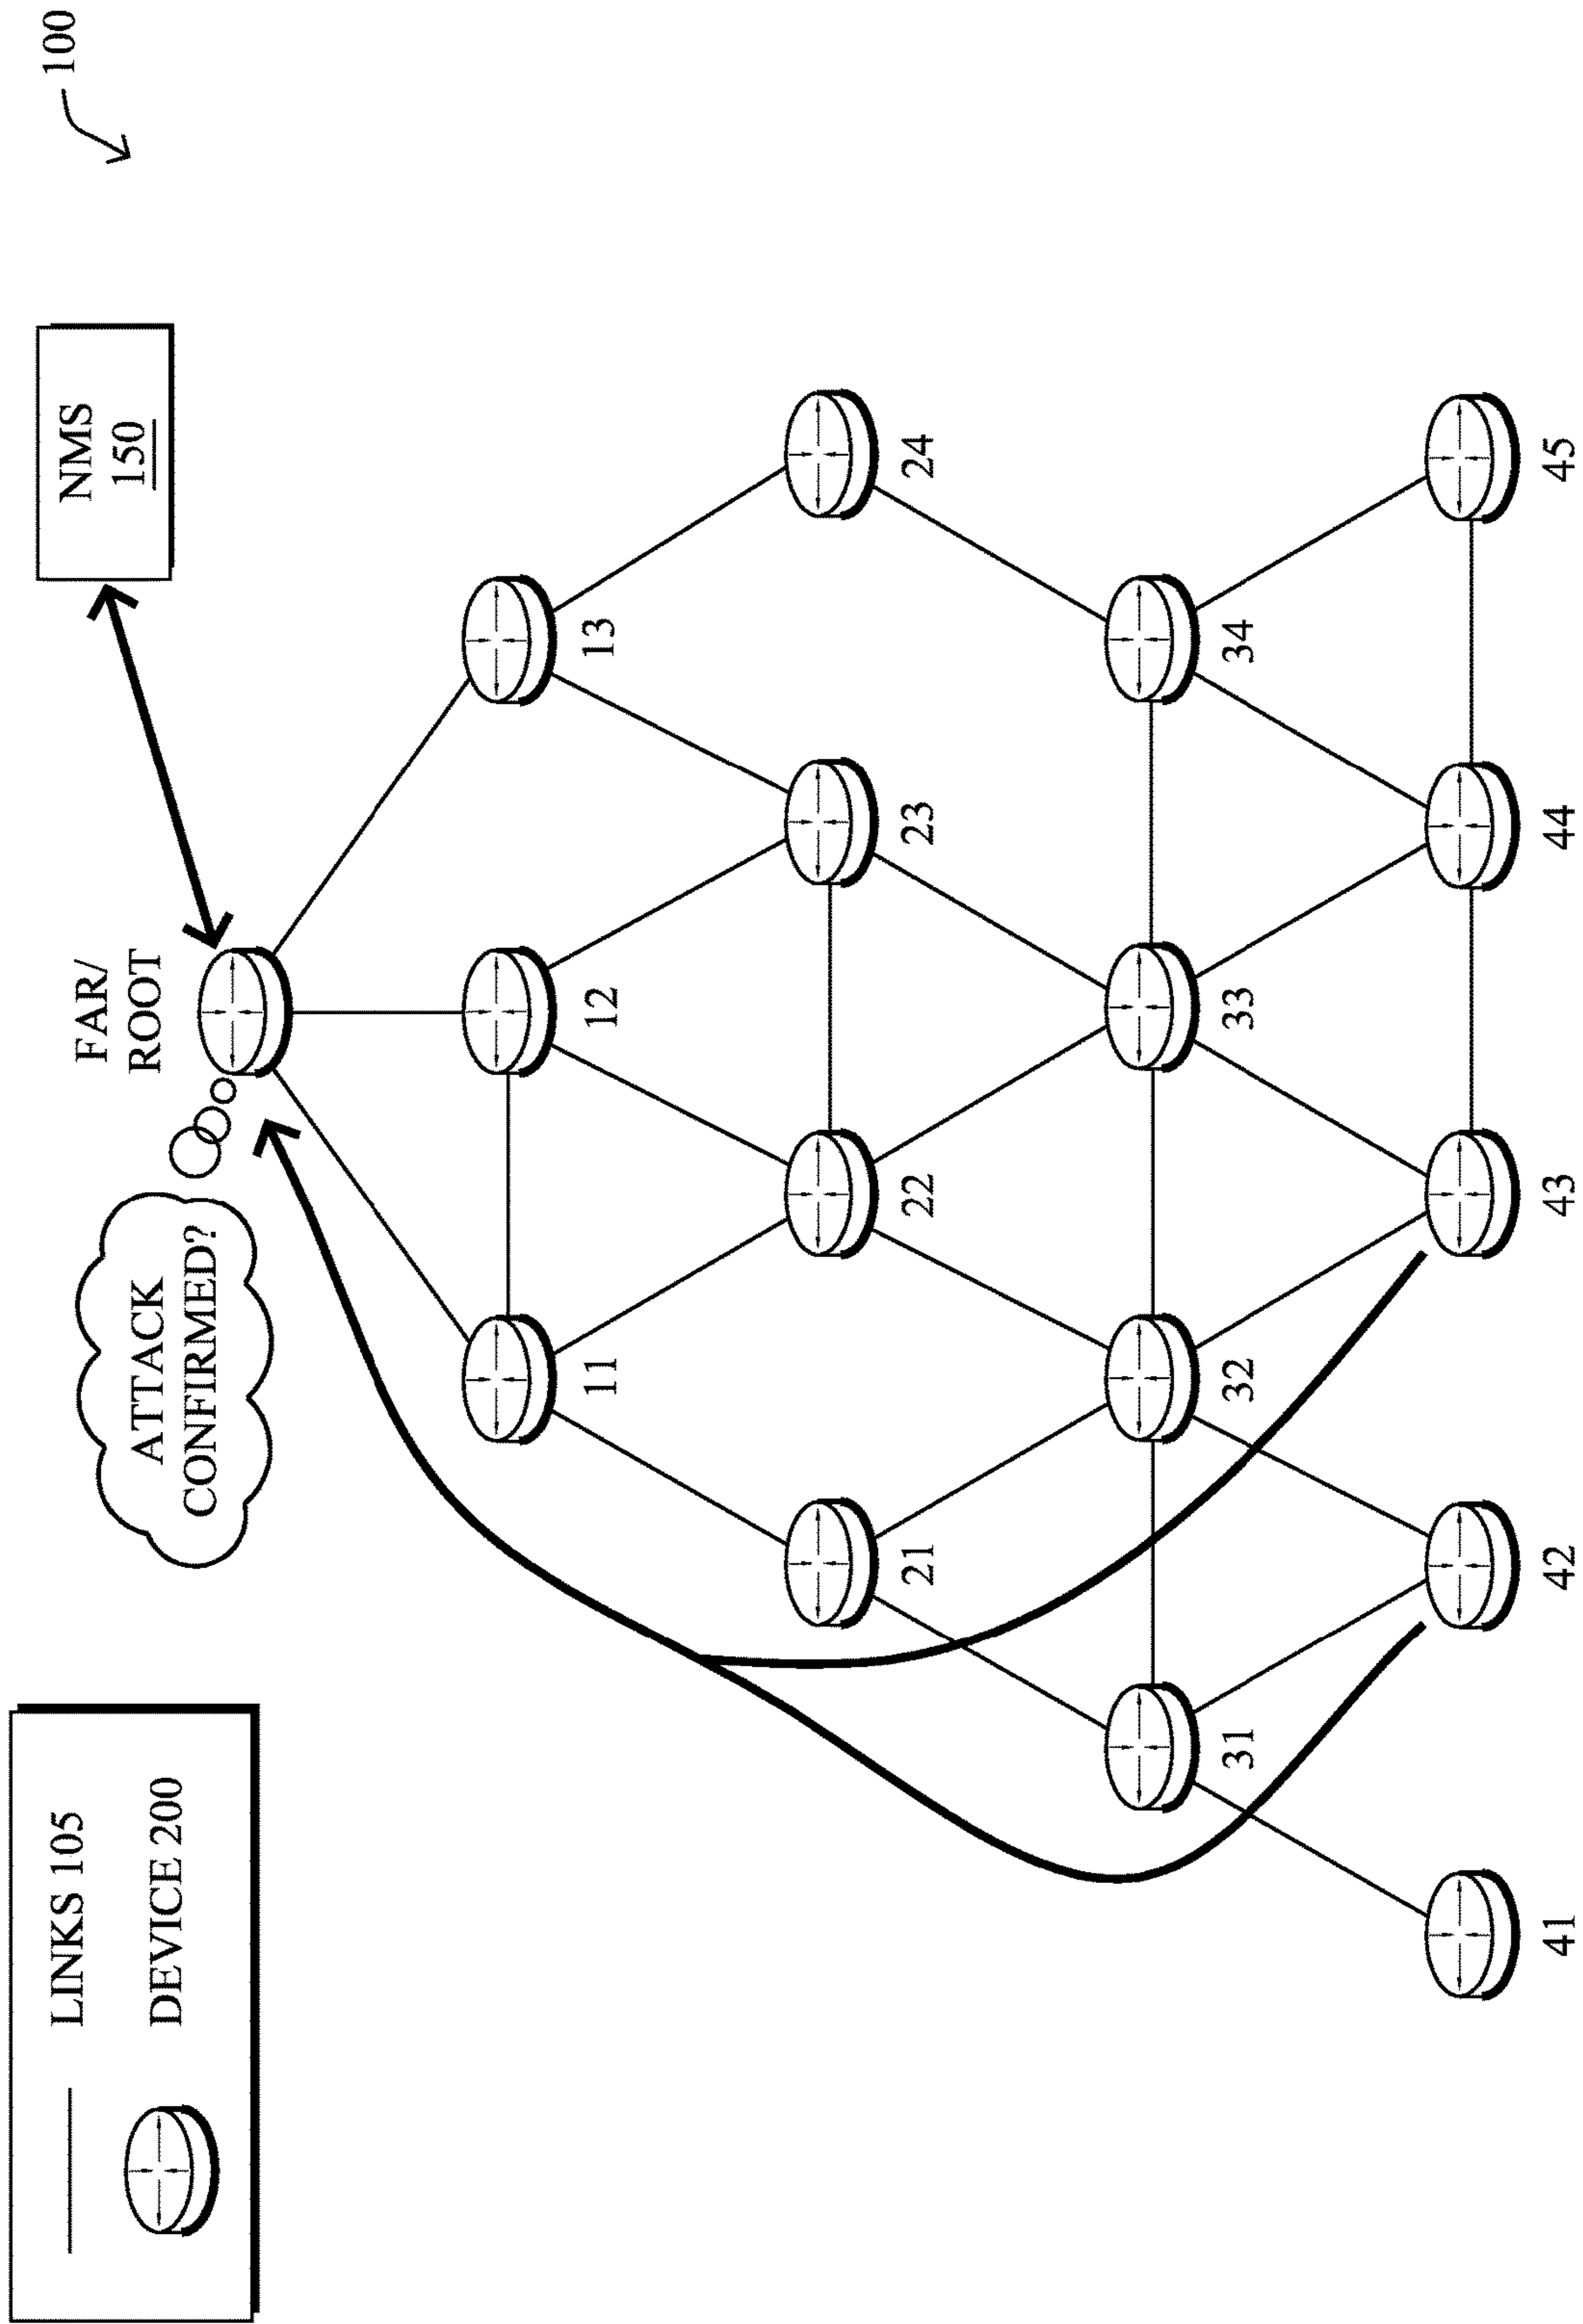 100
NMS
150
FAR/
ROOT
ATTACK
CONFIRMED?
LINKS 105
DEVICE 200
11
12
13
21
22
23
24
31
32
33
34
41
42
43
44
45